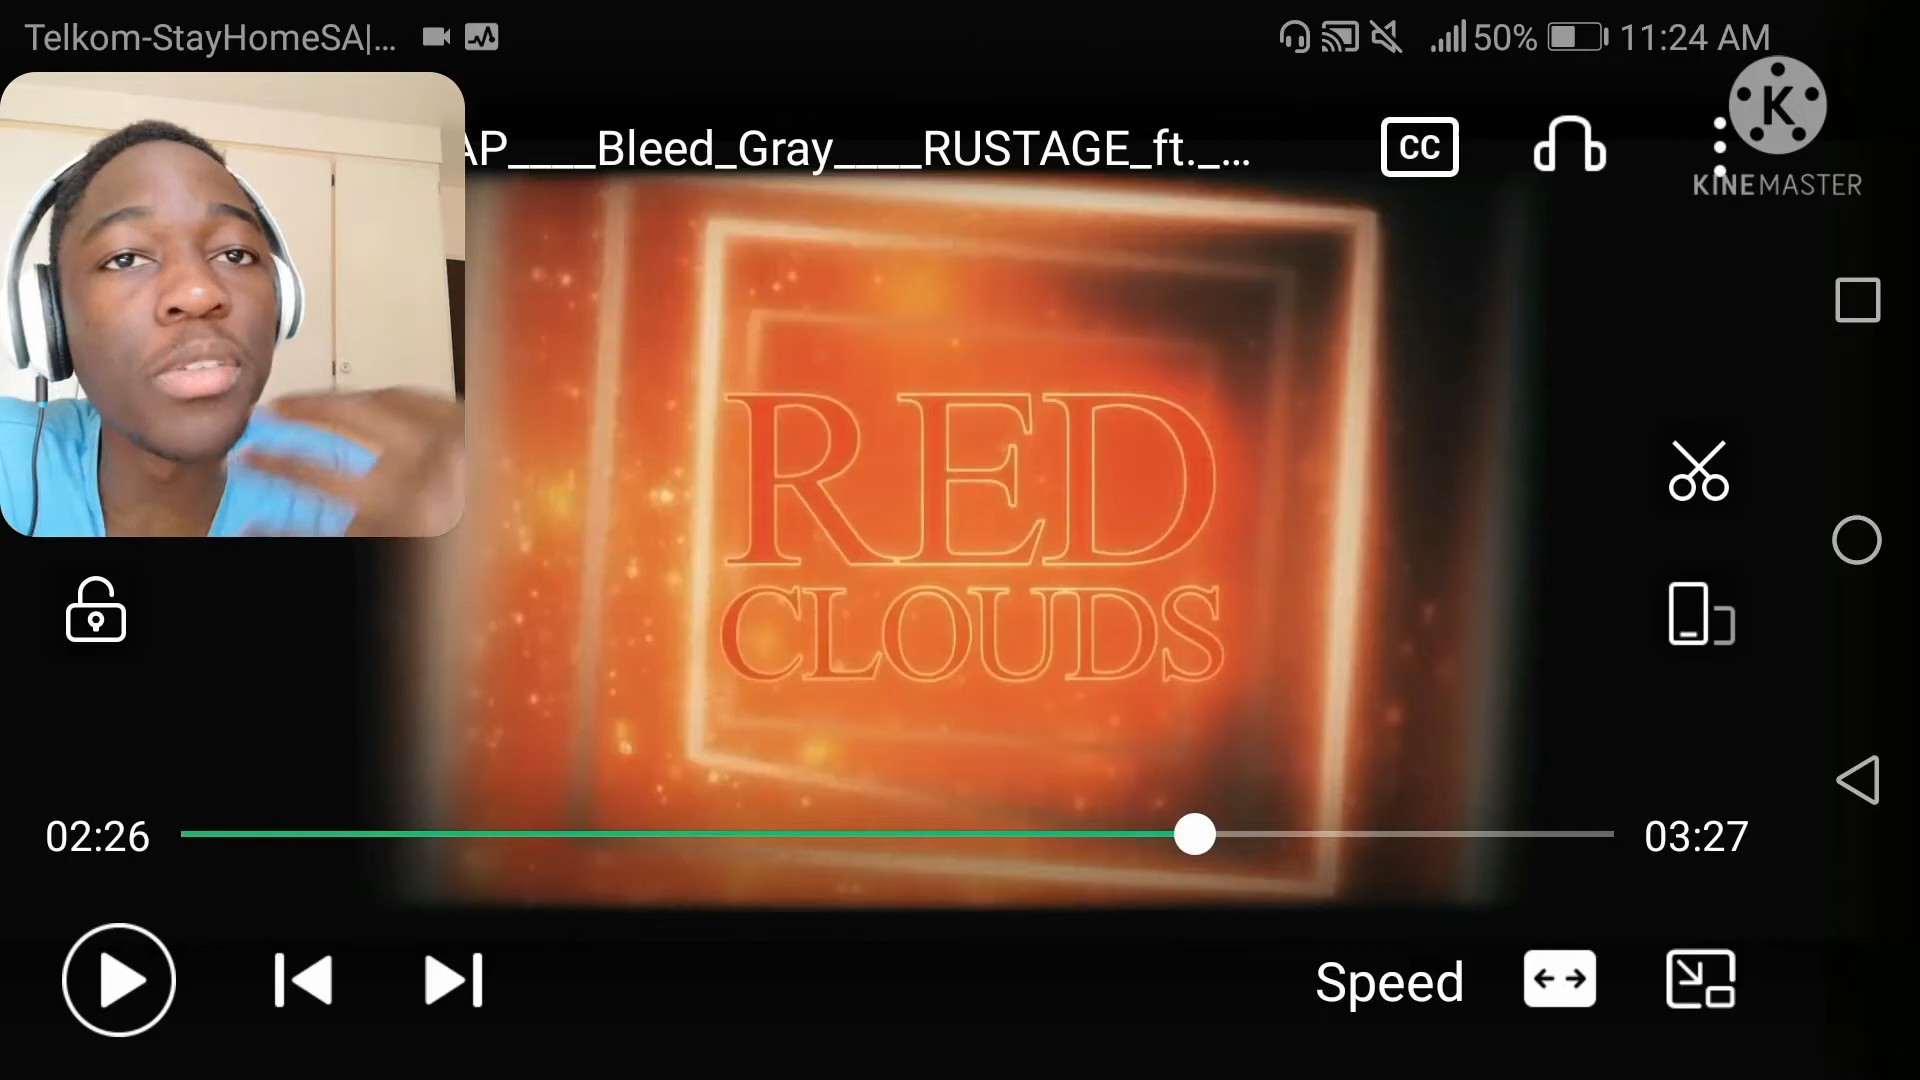 Telkom-StayHomeSA|...
50%
11:24 AM
AP____Bleed_Gray____RUSTAGE_ft._...
CC
K
KINEMASTER
RED
CLOUDS
02:26
03:27
Speed